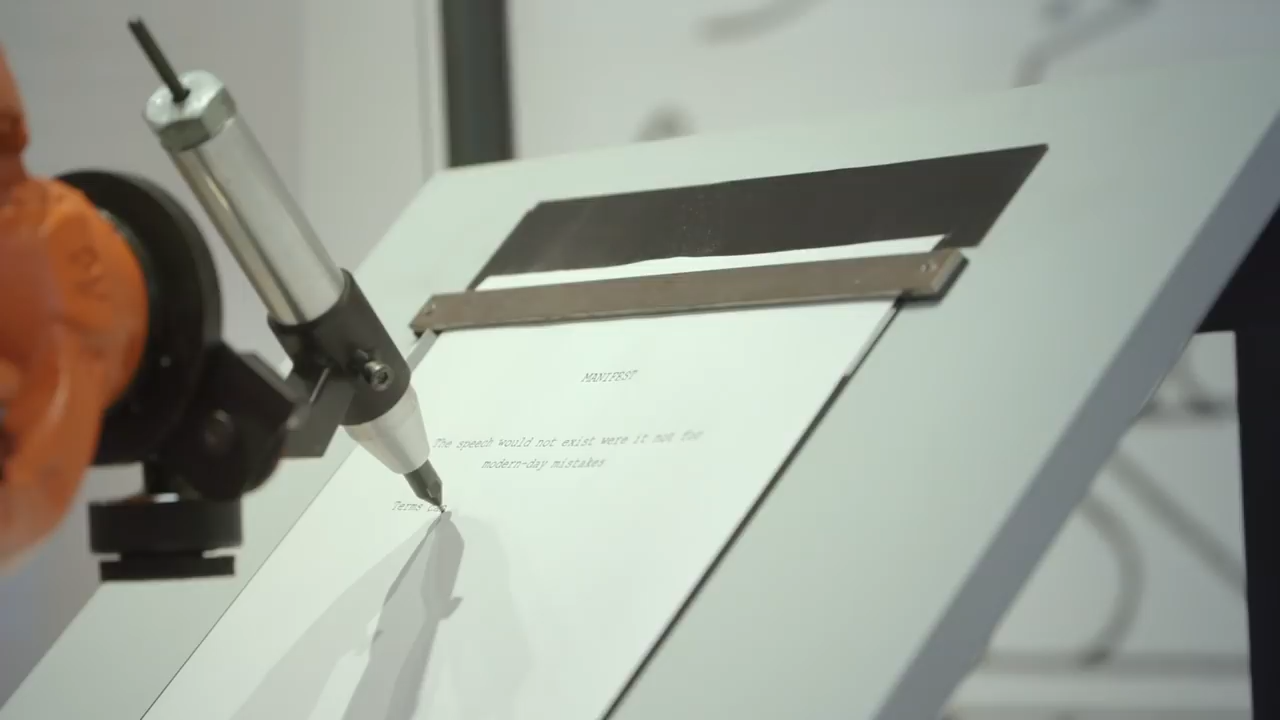 MANIFEST
The speech would not exist were it not for
modern-day mistakes
Terms